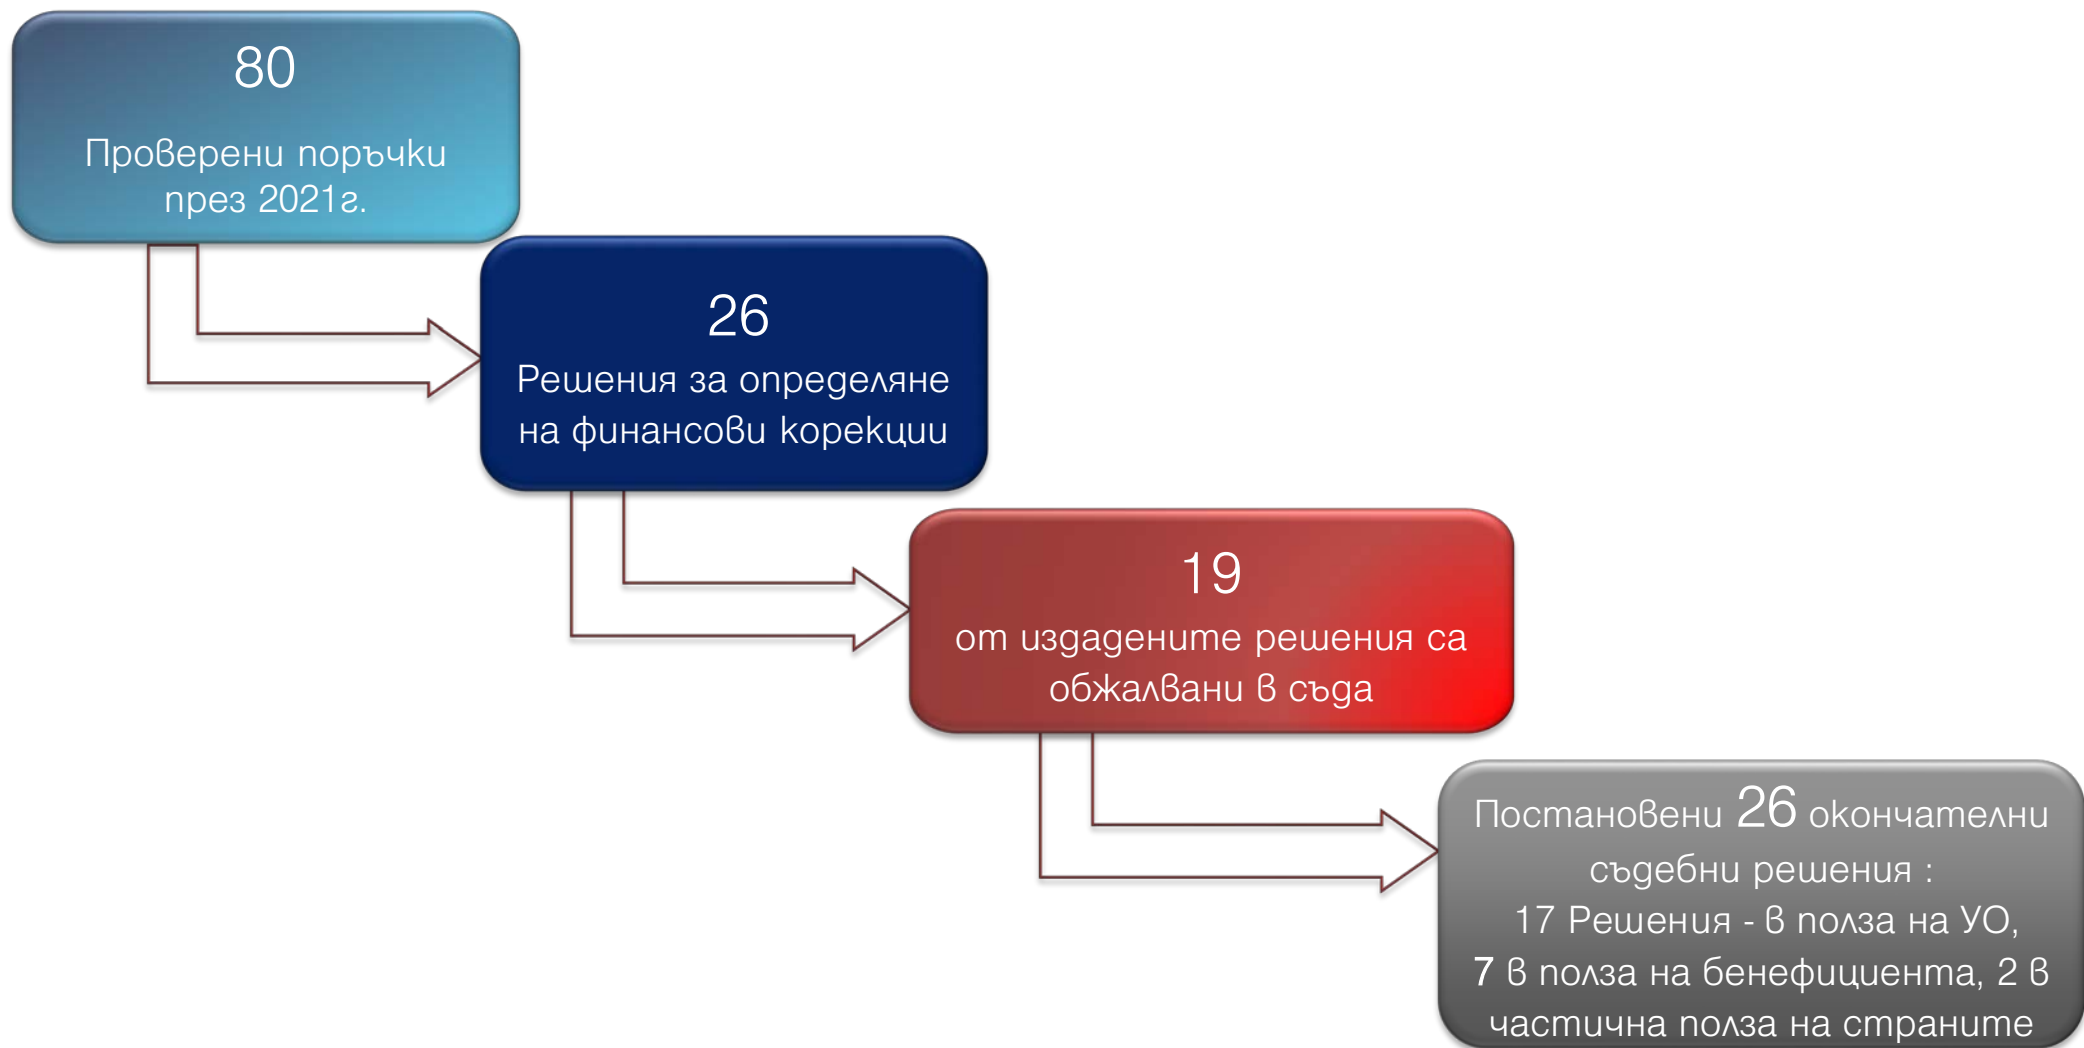 80
Проверени поръчки
през 2021г.
26
Решения за определяне
на финансови корекции
19
от издадените решения са
обжалвани в съда
Постановени 26 окончателни
съдебни решения :
17 Решения - в полза на УО,
7 в полза на бенефициента, 2 в
частична полза на страните